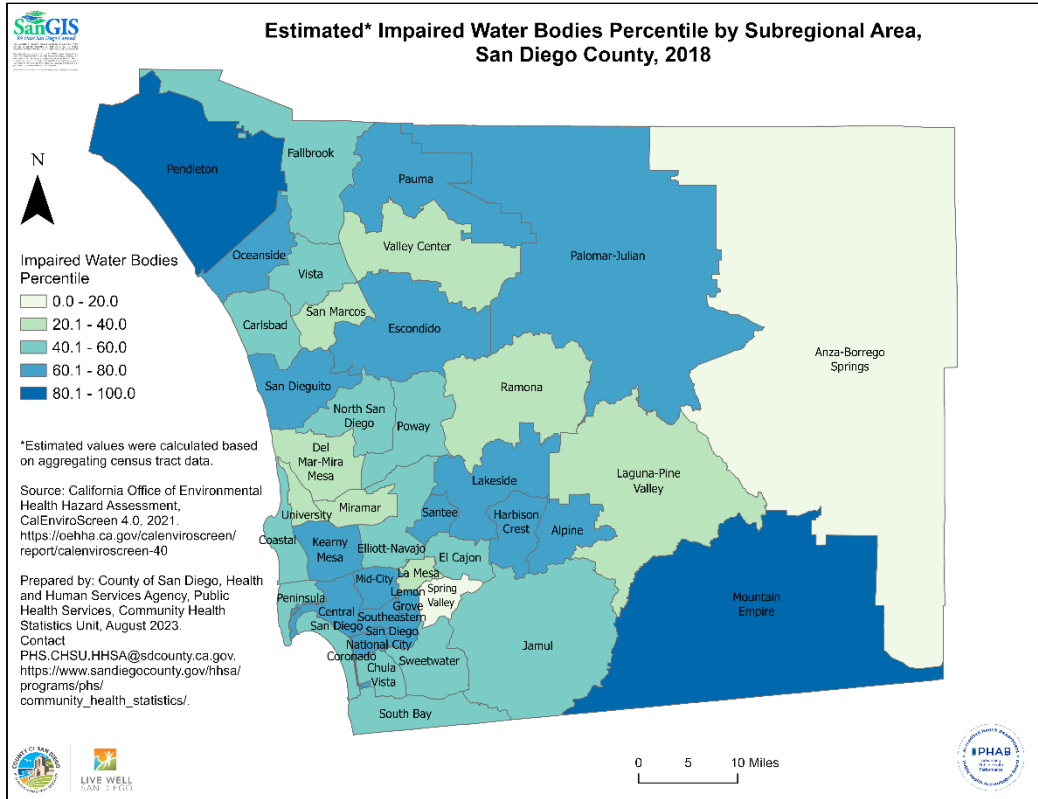 SanGIS
We Have San Diego Covered!
Estimated* Impaired Water Bodies Percentile by Subregional Area,
San Diego County, 2018
N
Impaired Water Bodies
Percentile
0.0 - 20.0
20.1 - 40.0
40.1 - 60.0
60.1 - 80.0
80.1 - 100.0
*Estimated values were calculated based
on aggregating census tract data.
Source: California Office of Environmental
Health Hazard Assessment,
CalEnviroScreen 4.0, 2021.
https://oehha.ca.gov/calenviroscreen/
report/calenviroscreen-40
Prepared by: County of San Diego, Health
and Human Services Agency, Public
Health Services, Community Health
Statistics Unit, August 2023.
Contact
PHS.CHSU.HHSA@sdcounty.ca.gov.
https://www.sandiegocounty.gov/hhsa/
programs/phs/
community_health_statistics/.
Pendleton
Fallbrook
Pauma
Valley Center
Palomar-Julian
Oceanside
Vista
San Marcos
Carlsbad
Escondido
Anza-Borrego
Springs
San Dieguito
Ramona
North San
Diego
Poway
Del
Mar-Mira
Mesa
Lakeside
Laguna-Pine
Valley
University
Miramar
Santee
Harbison
Crest
Alpine
Coastal
Kearny
Mesa
Elliott-Navajo
El Cajon
La Mesa
Mid-City
Lemon
Grove
Spring
Valley
Peninsula
Central
San Diego
Southeastern
San Diego
National City
Coronado
Chula
Vista
Sweetwater
Jamul
Mountain
Empire
South Bay
0 5 10 Miles
COUNTY OF SAN DIEGO
LIVE WELL
SAN DIEGO
PHAB